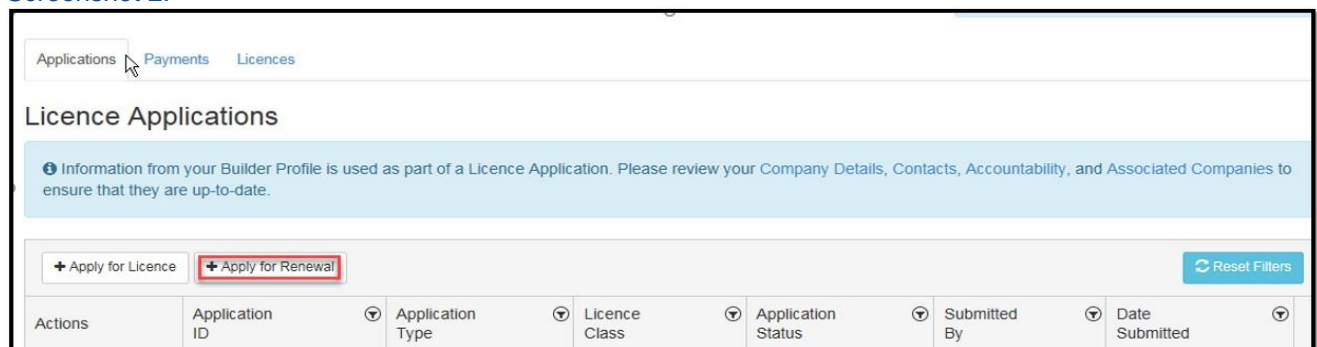 Applications Payments Licences
Licence Applications
Information from your Builder Profile is used as part of a Licence Application. Please review your Company Details, Contacts, Accountability, and Associated Companies to
ensure that they are up-to-date.
+ Apply for Licence + Apply for Renewal Reset Filters
Actions Application ID Application Type Licence Class Application Status Submitted By Date Submitted